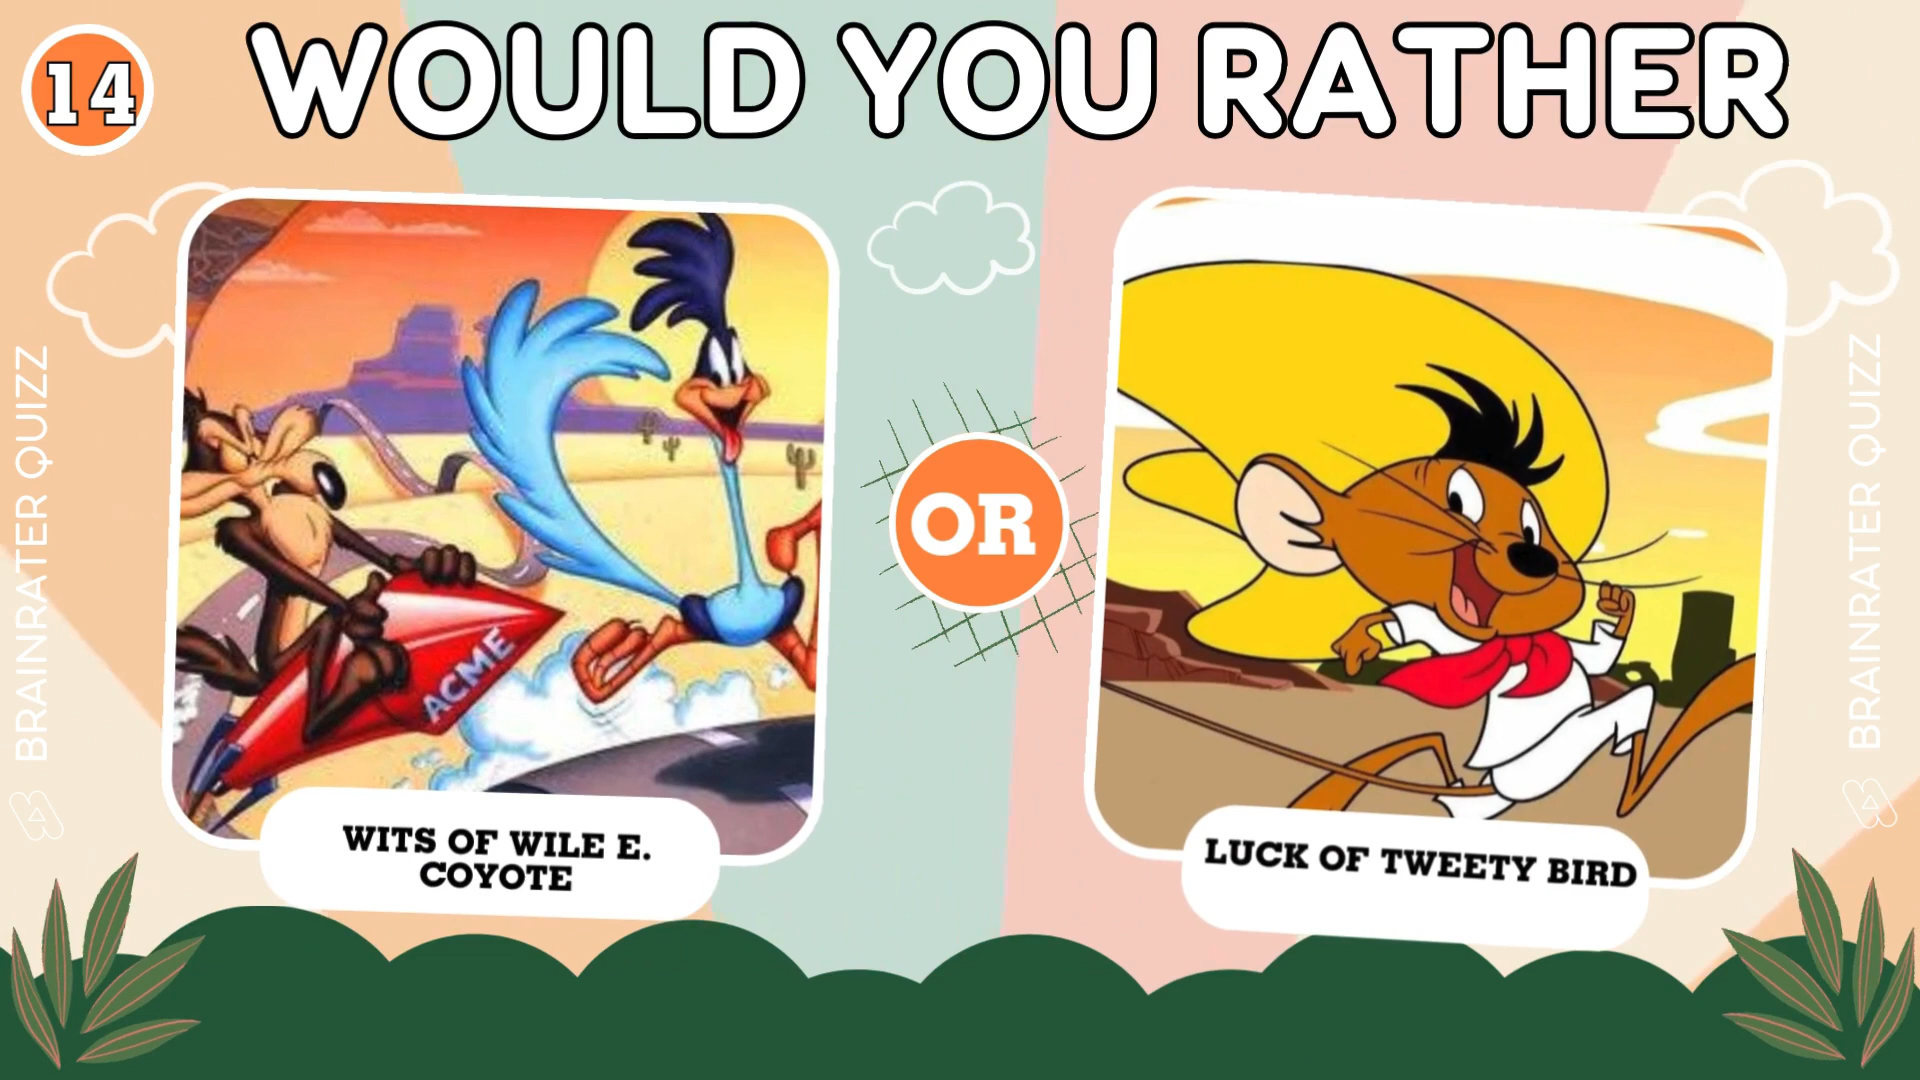 14
WOULD YOU RATHER
ACME
OR
WITS OF WILE E.
COYOTE
LUCK OF TWEETY BIRD
BRAINRATER QUIZZ
BRAINRATER QUIZZ